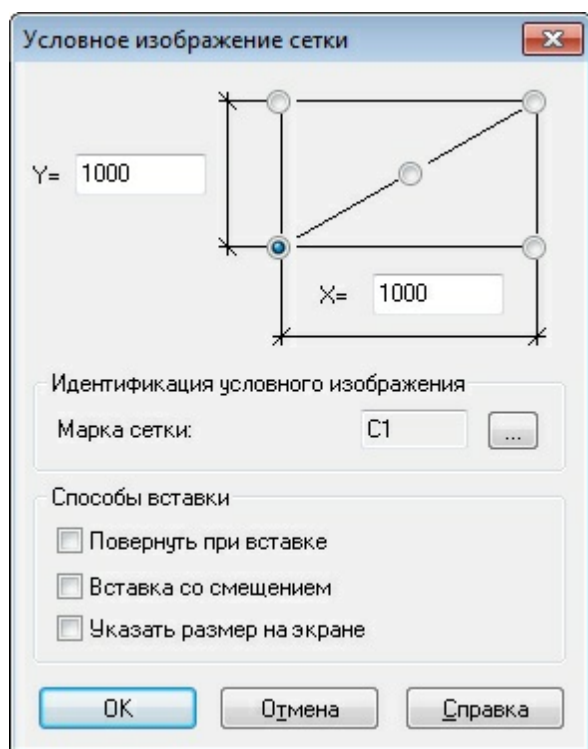 Условное изображение сетки
Y= 1000
X= 1000
Идентификация условного изображения
Марка сетки: С1 ...
Способы вставки
Повернуть при вставке
Вставка со смещением
Указать размер на экране
OK Отмена Справка